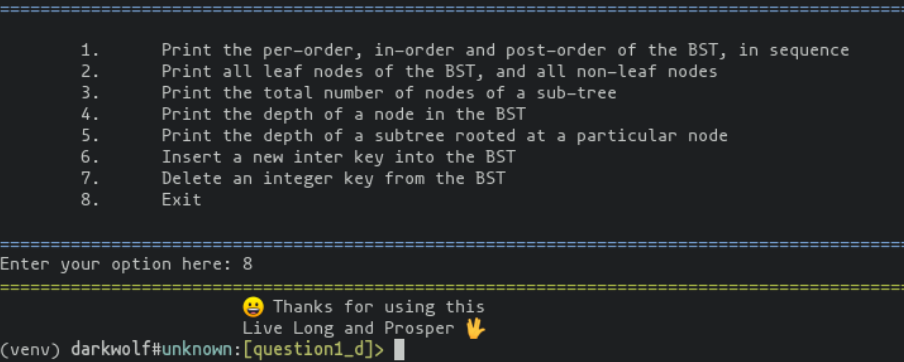 ================================================================================
1. Print the per-order, in-order and post-order of the BST, in sequence
2. Print all leaf nodes of the BST, and all non-leaf nodes
3. Print the total number of nodes of a sub-tree
4. Print the depth of a node in the BST
5. Print the depth of a subtree rooted at a particular node
6. Insert a new inter key into the BST
7. Delete an integer key from the BST
8. Exit
================================================================================
Enter your option here: 8
================================================================================
😀 Thanks for using this
Live Long and Prosper 🖖
(venv) darkwolf#unknown:[question1_d]>